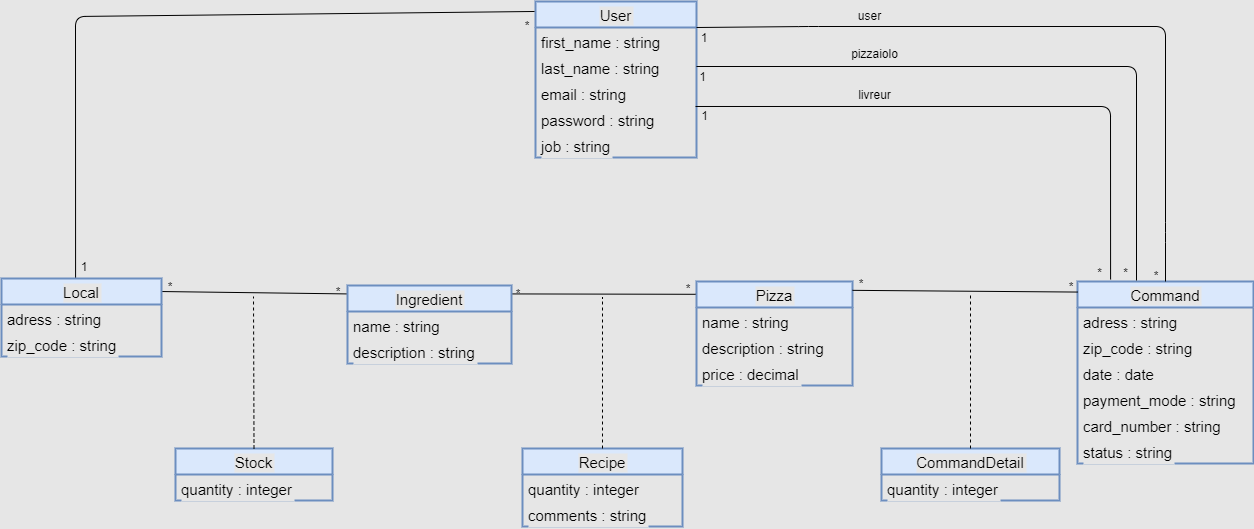 User
first_name : string
last_name : string
email : string
password : string
job : string
*
user
1
pizzaiolo
1
livreur
1
1
*
*
*
Local
adress : string
zip_code : string
*
*
Ingredient
name : string
description : string
*
*
Pizza
name : string
description : string
price : decimal
*
*
Command
adress : string
zip_code : string
date : date
payment_mode : string
card_number : string
status : string
Stock
quantity : integer
Recipe
quantity : integer
comments : string
CommandDetail
quantity : integer